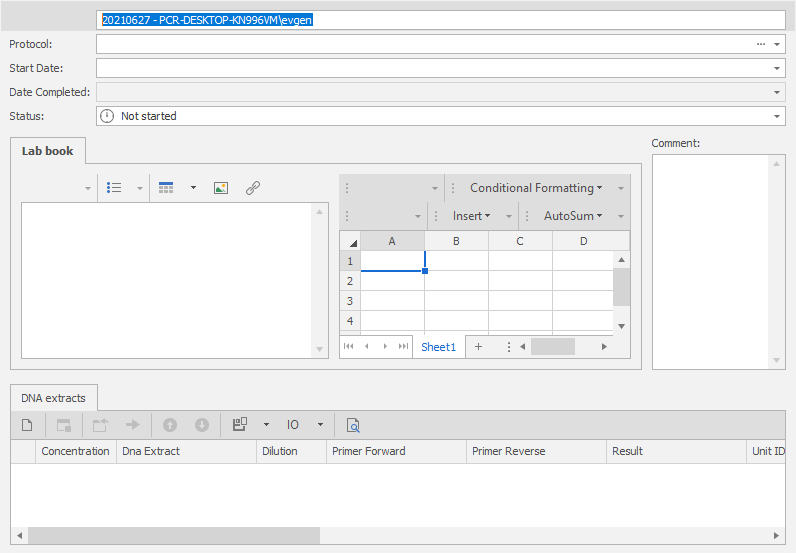 20210627 - PCR-DESKTOP-KN996VM\evgen
Protocol:
Start Date:
Date Completed:
Status: Not started
Lab book
Comment:
Conditional Formatting
Insert AutoSum
A B C D
1
2
3
4
Sheet1
DNA extracts
IO
Concentration Dna Extract Dilution Primer Forward Primer Reverse Result Unit ID